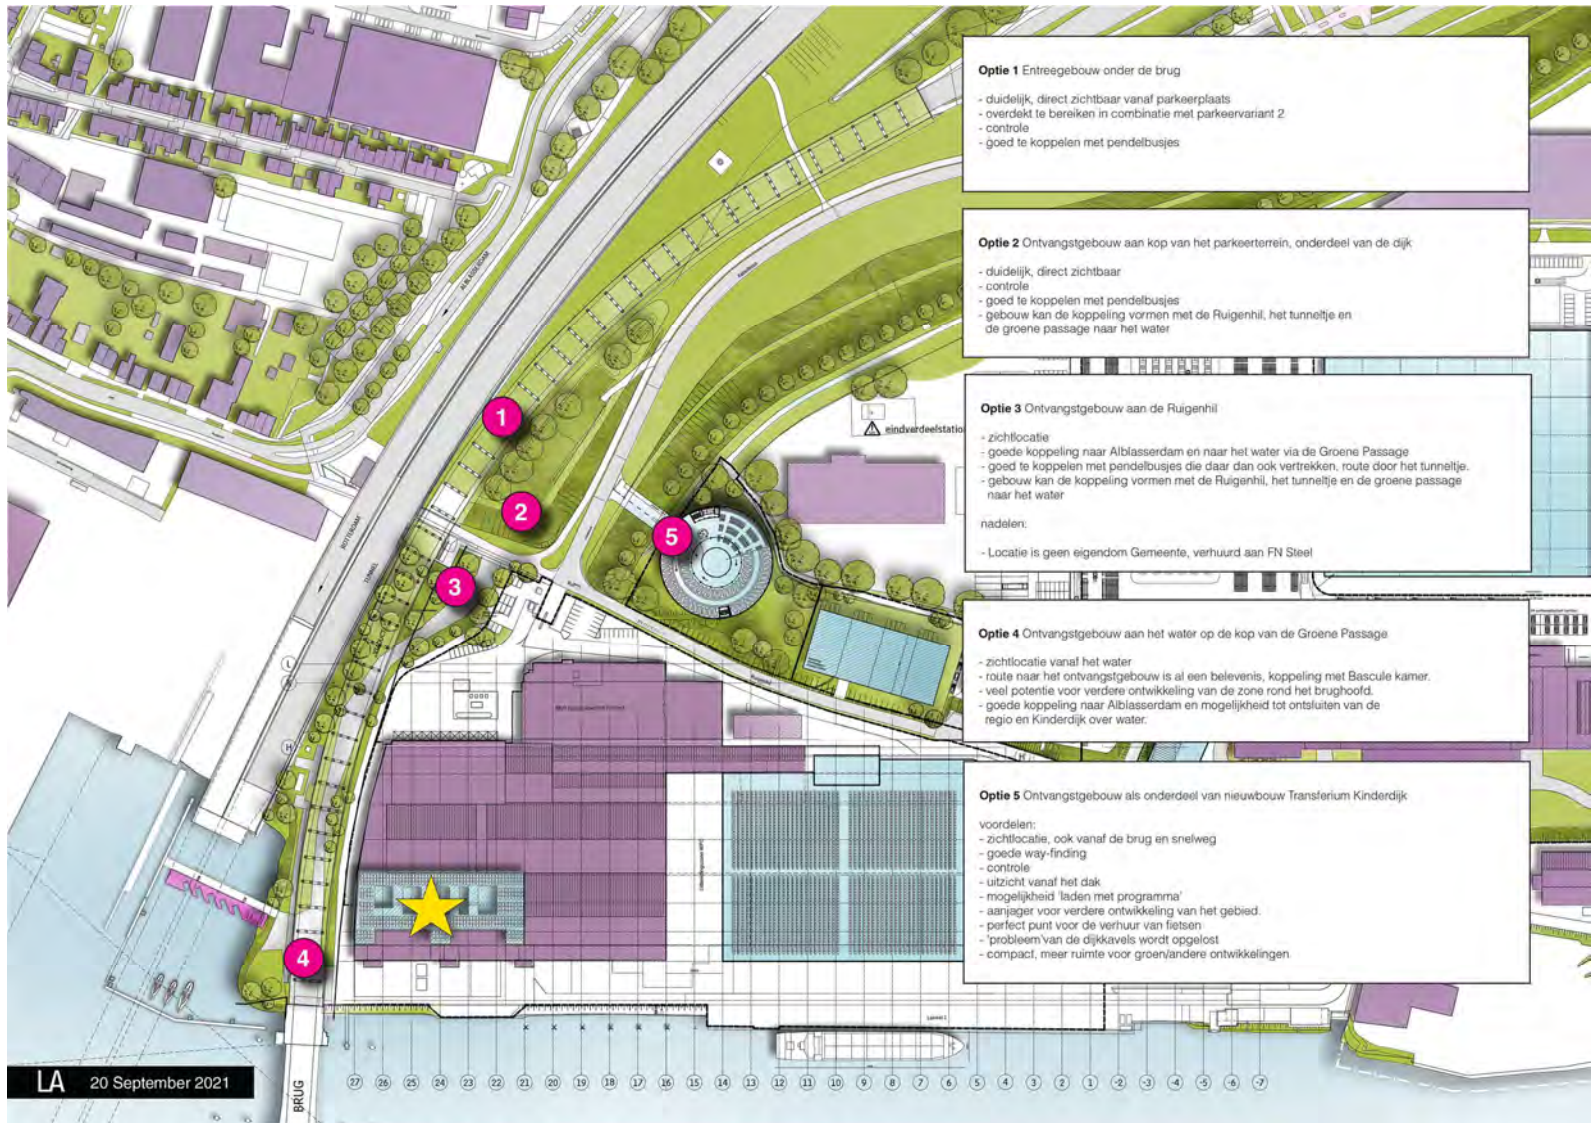 Optie 1 Entreegebouw onder de brug
- duidelijk, direct zichtbaar vanaf parkeerplaats
- overdekt te bereiken in combinatie met parkeervariant 2
- controle
- goed te koppelen met pendelbusjes
Optie 2 Ontvangstgebouw aan kop van het parkeerterrein, onderdeel van de dijk
- duidelijk, direct zichtbaar
- controle
- goed te koppelen met pendelbusjes
- gebouw kan de koppeling vormen met de Ruigenhil, het tunneltje en
de groene passage naar het water
Optie 3 Ontvangstgebouw aan de Ruigenhil
- zichtlocatie
- goede koppeling naar Alblasserdam en naar het water via de Groene Passage
- goed te koppelen met pendelbusjes die daar dan ook vertrekken, route door het tunneltje.
- gebouw kan de koppeling vormen met de Ruigenhil, het tunneltje en de groene passage
naar het water
nadelen:
- Locatie is geen eigendom Gemeente, verhuurd aan FN Steel
Optie 4 Ontvangstgebouw aan het water op de kop van de Groene Passage
- zichtlocatie vanaf het water
- route naar het ontvangstgebouw is al een belevenis, koppeling met Bascule kamer.
- veel potentie voor verdere ontwikkeling van de zone rond het brughoofd.
- goede koppeling naar Alblasserdam en mogelijkheid tot ontsluiten van de
regio en Kinderdijk over water.
Optie 5 Ontvangstgebouw als onderdeel van nieuwbouw Transferium Kinderdijk
voordelen:
- zichtlocatie, ook vanaf de brug en snelweg
- goede way-finding
- controle
- uitzicht vanaf het dak
- mogelijkheid 'laden met programma'
- aanjager voor verdere ontwikkeling van het gebied.
- perfect punt voor de verhuur van fietsen
- 'probleem'van de dijkkavels wordt opgelost
- compact, meer ruimte voor groen/andere ontwikkelingen
ALBLASSERDAM
1
eindverdeelstatio
2
5
ROTTERDAM
TUNNEL
3
L
H
H
4
27 26 25 24 23 22 21 20 19 18 17 16 15 14 13 12 11 10 9 8 7 6 5 4 3 2 1 -2 -3 -4 -5 -6 -7
BRUG
LA 20 September 2021